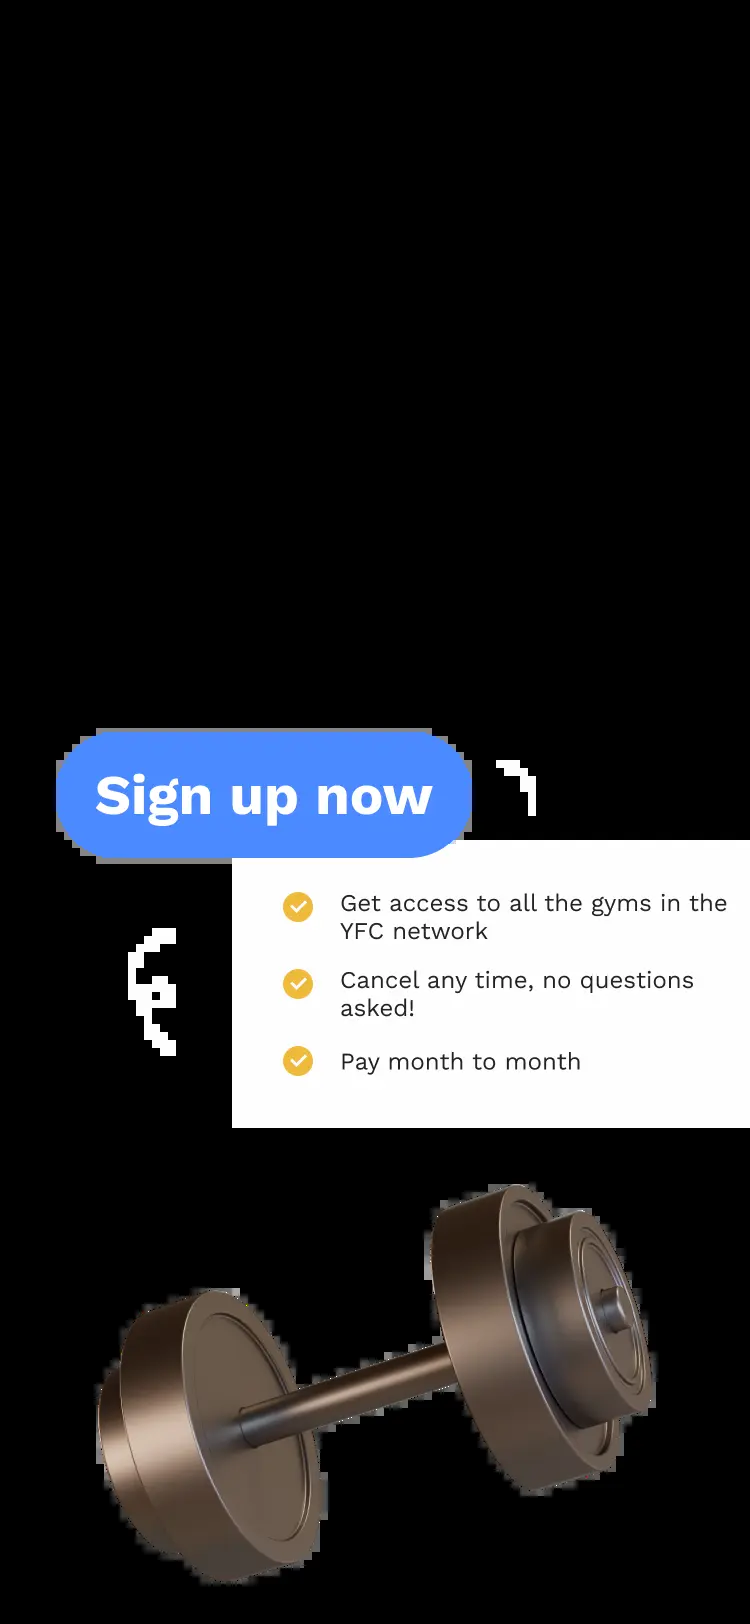 Sign up now
Get access to all the gyms in the
YFC network
Cancel any time, no questions
asked!
Pay month to month